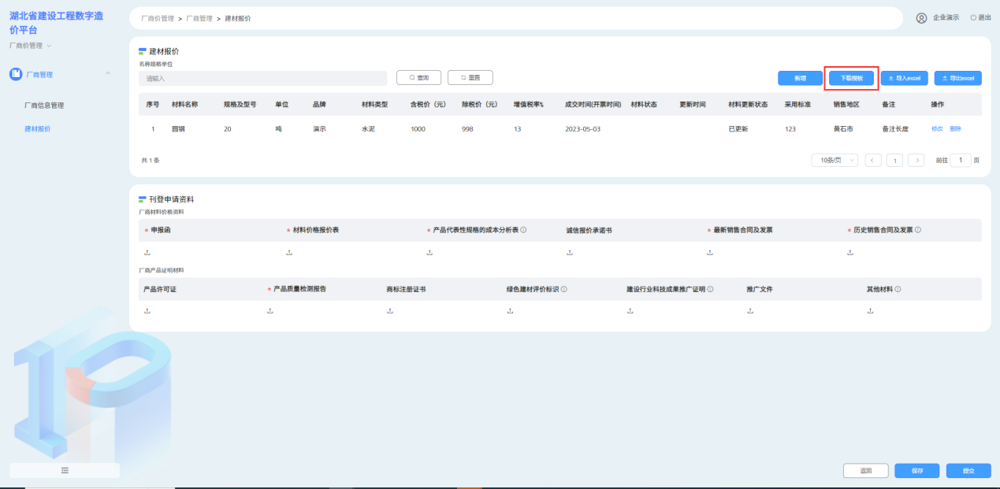 湖北省建设工程数字造
价平台
厂商价管理
厂商管理
厂商信息管理
建材报价
厂商价管理 > 厂商管理 > 建材报价
企业演示 退出
建材报价
名称规格单位
请输入 查询 重置 新增 下载模板 导入excel 导出excel
序号 材料名称 规格及型号 单位 品牌 材料类型 含税价（元） 除税价（元） 增值税率% 成交时间(开票时间) 材料状态 更新时间 材料更新状态 采用标准 销售地区 备注 操作
1 圆钢 20 吨 演示 水泥 1000 998 13 2023-05-03 已更新 123 黄石市 备注长度 修改 删除
共 1 条 10条/页 < 1 > 前往 1 页
刊登申请资料
厂商材料价格资料
* 申报函 * 材料价格报价表 * 产品代表性规格的成本分析表 诚信报价承诺书 * 最新销售合同及发票 * 历史销售合同及发票
厂商产品证明材料
产品许可证 * 产品质量检测报告 商标注册证书 绿色建材评价标识 建设行业科技成果推广证明 推广文件 其他材料
返回 保存 提交